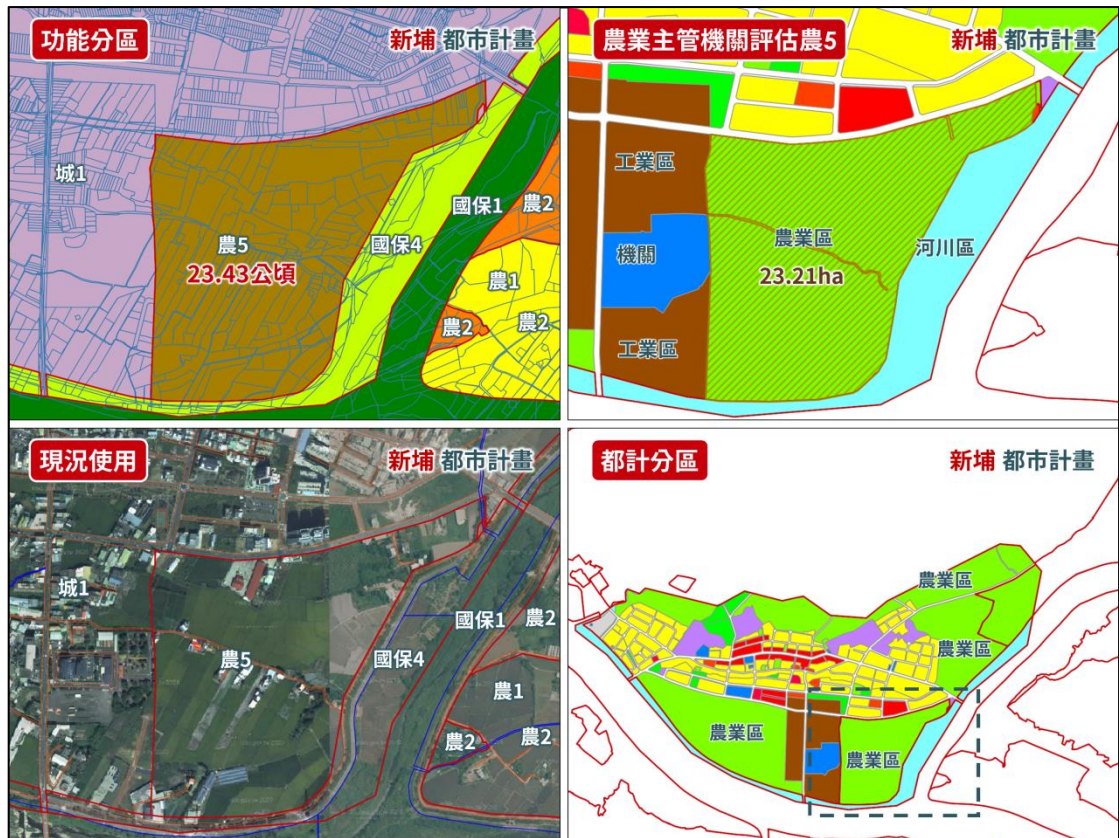 功能分區
新埔 都市計畫
城1
國保1
農2
農5
國保4
23.43公頃
農1
農2
農2
農業主管機關評估農5
新埔 都市計畫
工業區
機關
農業區
河川區
23.21ha
工業區
現況使用
新埔 都市計畫
城1
國保1
農2
農5
國保4
農1
農2
農2
都計分區
新埔 都市計畫
農業區
農業區
農業區
農業區